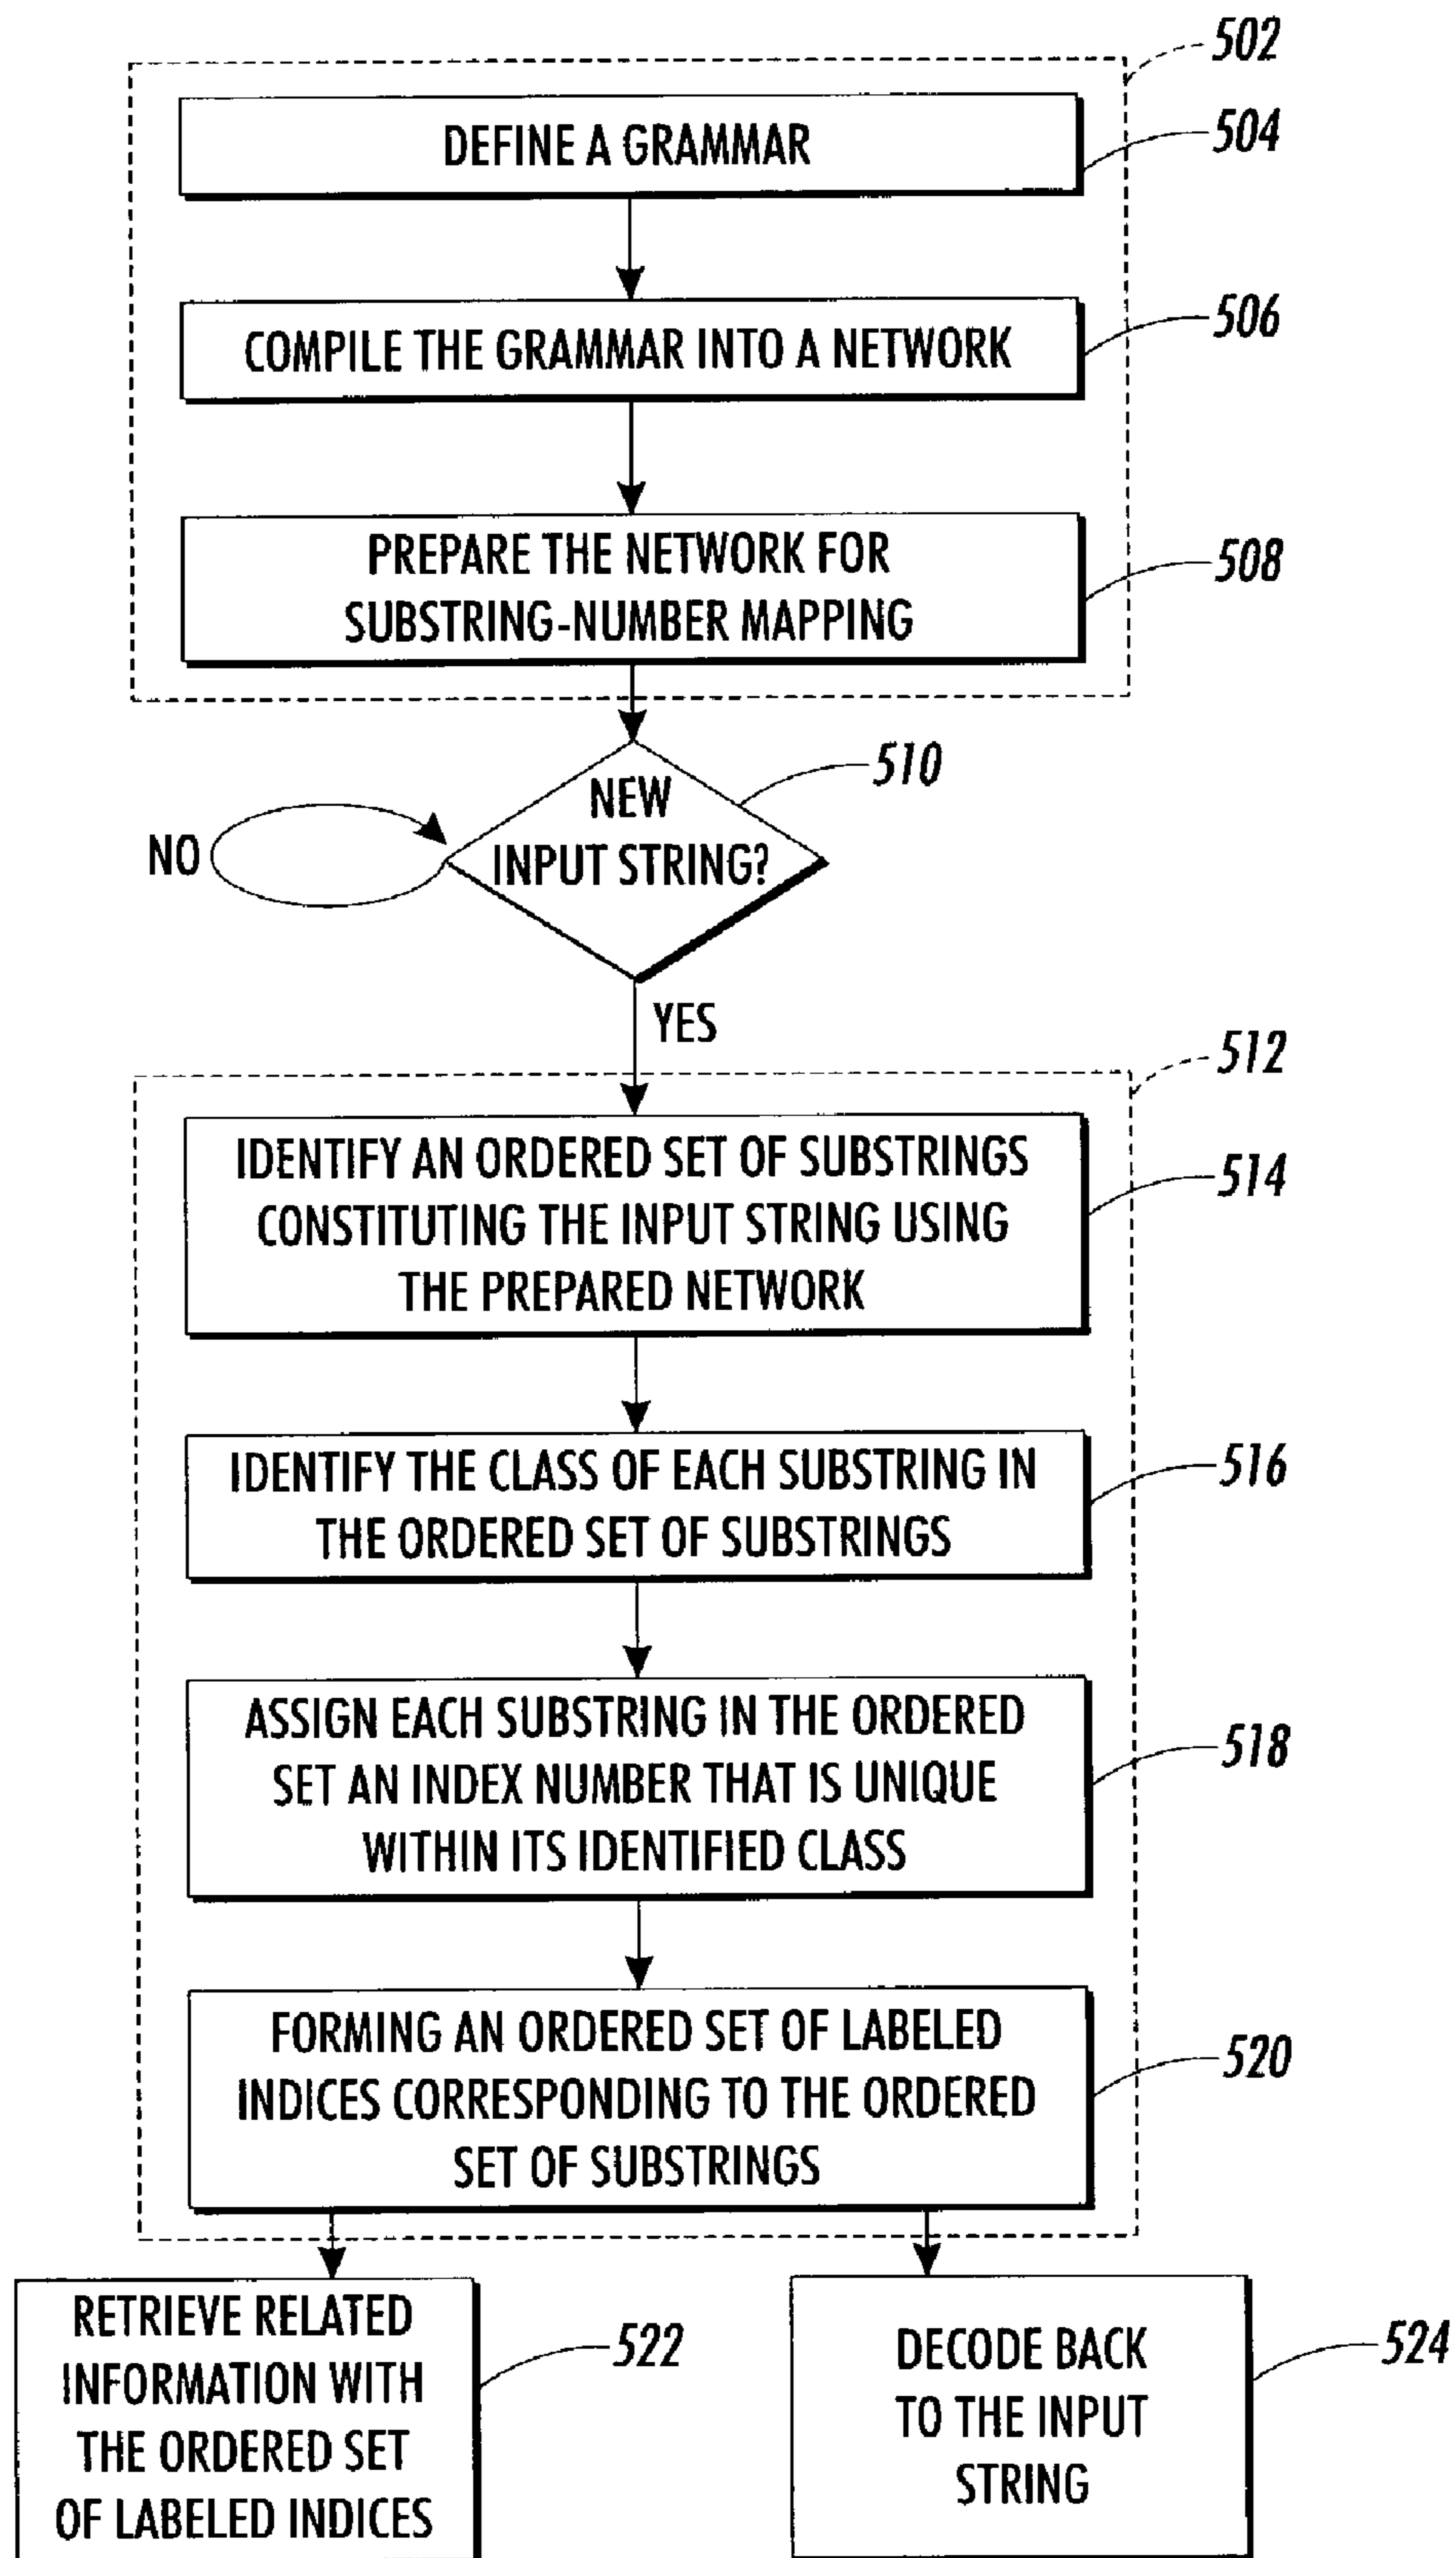 502
DEFINE A GRAMMAR
504
COMPILE THE GRAMMAR INTO A NETWORK
506
PREPARE THE NETWORK FOR
SUBSTRING-NUMBER MAPPING
508
NEW
INPUT STRING?
510
NO
YES
512
IDENTIFY AN ORDERED SET OF SUBSTRINGS
CONSTITUTING THE INPUT STRING USING
THE PREPARED NETWORK
514
IDENTIFY THE CLASS OF EACH SUBSTRING IN
THE ORDERED SET OF SUBSTRINGS
516
ASSIGN EACH SUBSTRING IN THE ORDERED
SET AN INDEX NUMBER THAT IS UNIQUE
WITHIN ITS IDENTIFIED CLASS
518
FORMING AN ORDERED SET OF LABELED
INDICES CORRESPONDING TO THE ORDERED
SET OF SUBSTRINGS
520
RETRIEVE RELATED
INFORMATION WITH
THE ORDERED SET
OF LABELED INDICES
522
DECODE BACK
TO THE INPUT
STRING
524